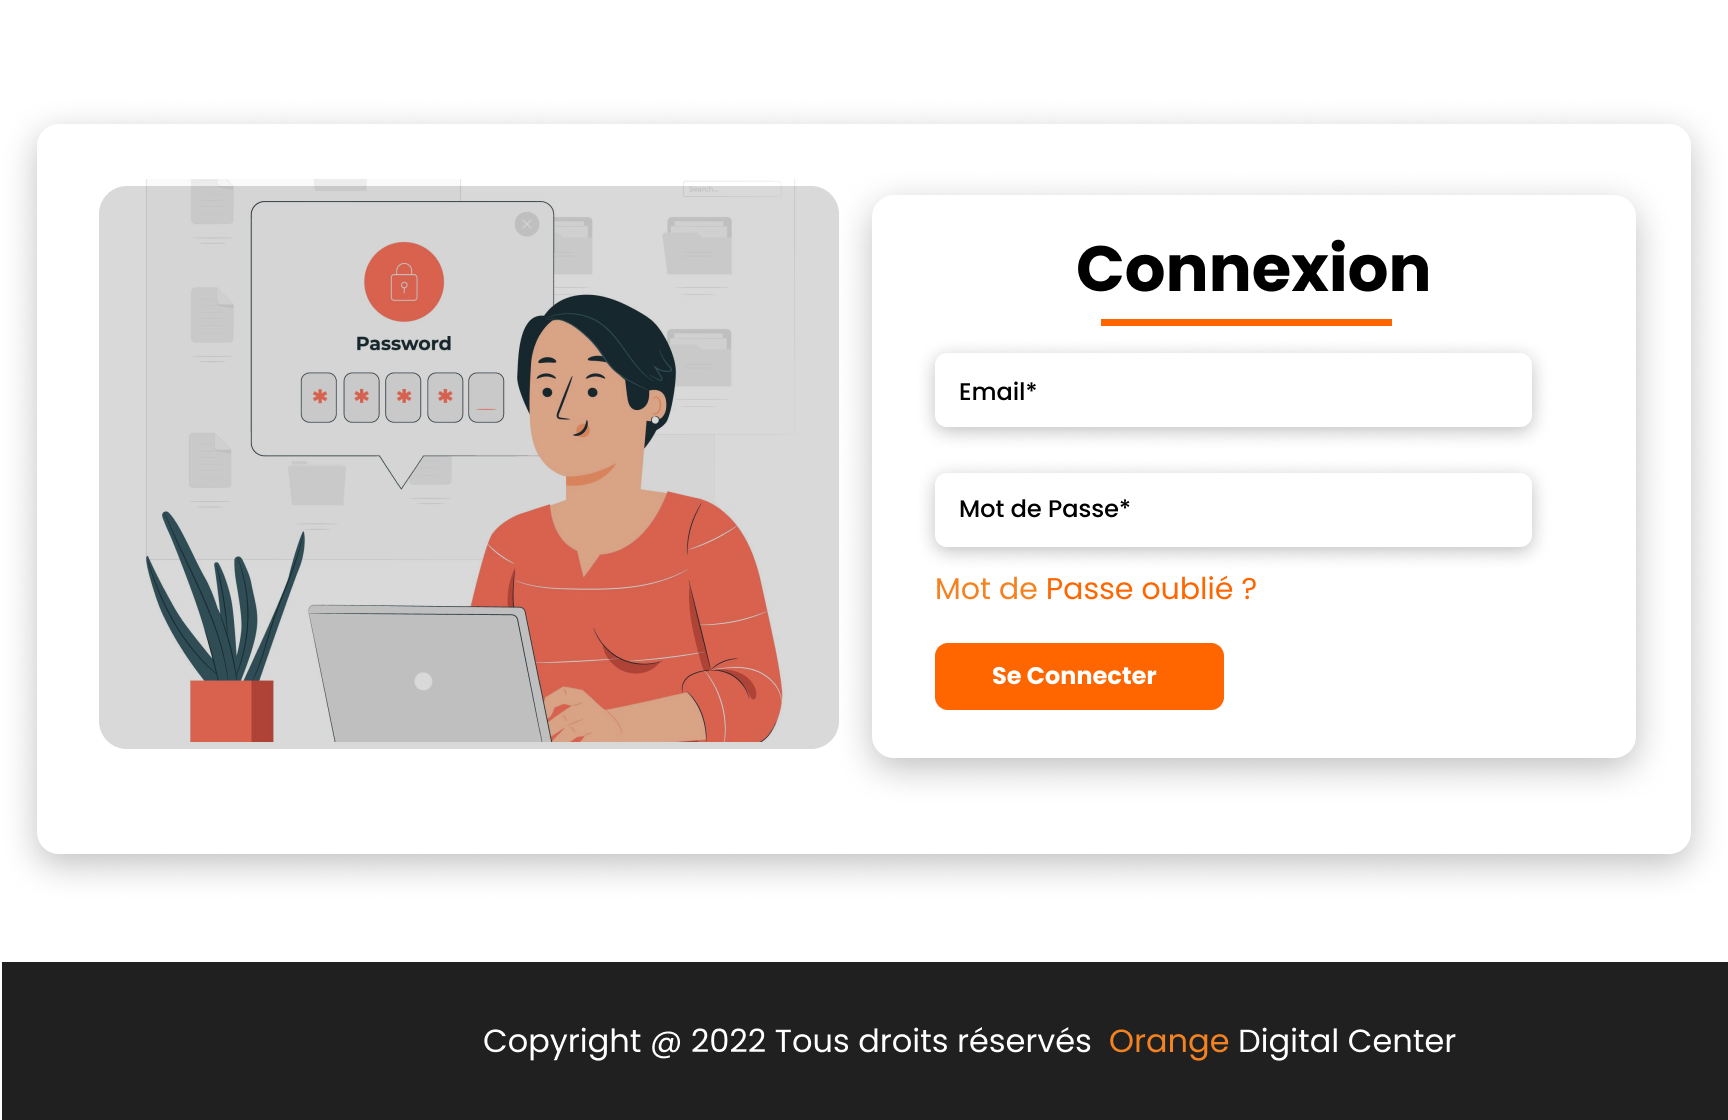 Search...
Password
* * * * _
Connexion
Email*
Mot de Passe*
Mot de Passe oublié ?
Se Connecter
Copyright @ 2022 Tous droits réservés Orange Digital Center